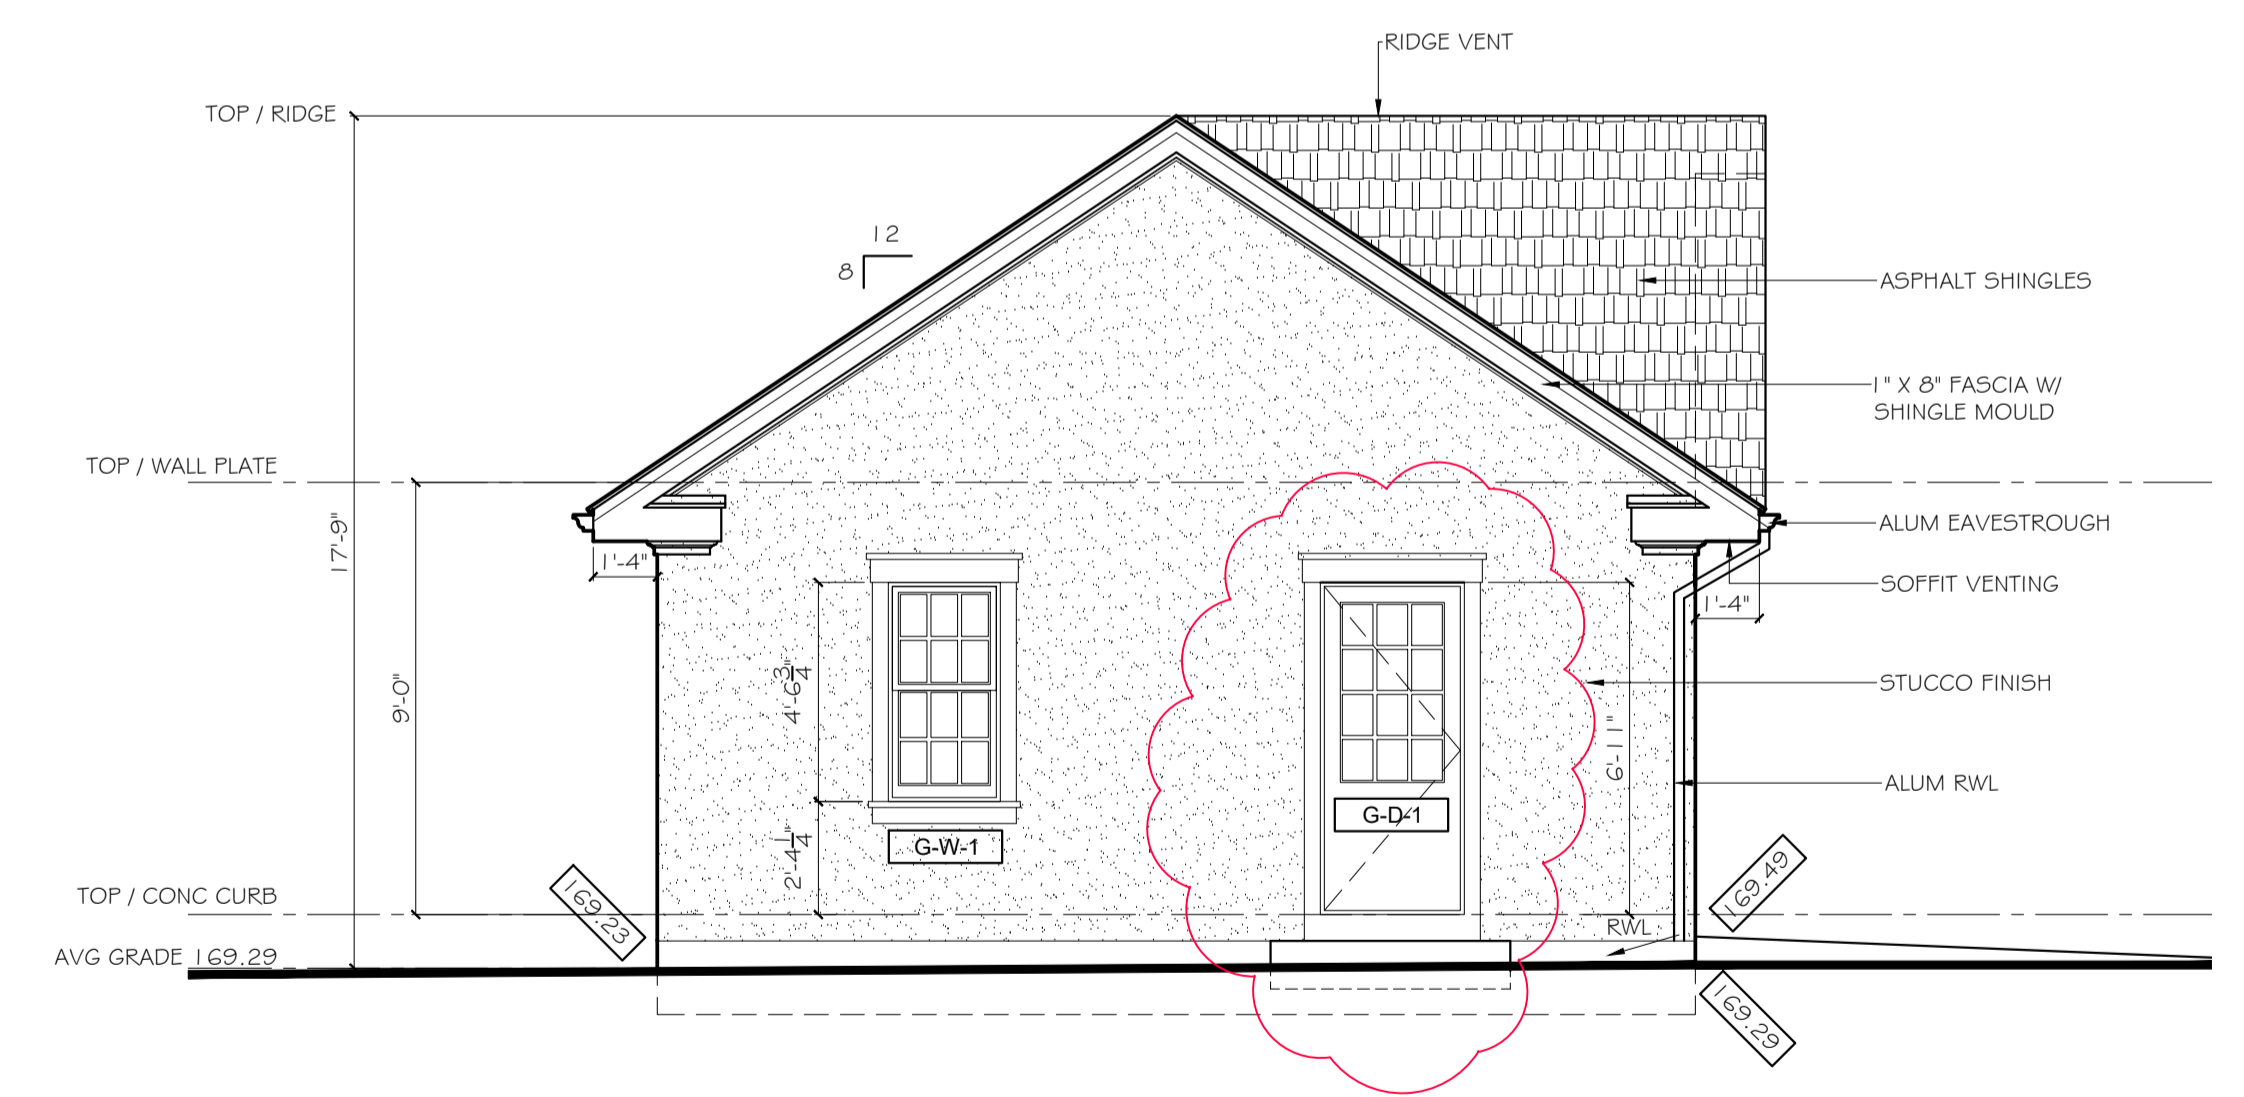 RIDGE VENT
TOP / RIDGE
12
8
ASPHALT SHINGLES
1" X 8" FASCIA W/
SHINGLE MOULD
TOP / WALL PLATE
17'-9"
ALUM EAVESTROUGH
1'-4"
SOFFIT VENTING
1'-4"
9'-0"
4'-6 3/4"
STUCCO FINISH
6'-11"
ALUM RWL
G-D-1
2'-4 1/4"
G-W-1
TOP / CONC CURB
169.23
169.49
RWL
AVG GRADE 169.29
169.29